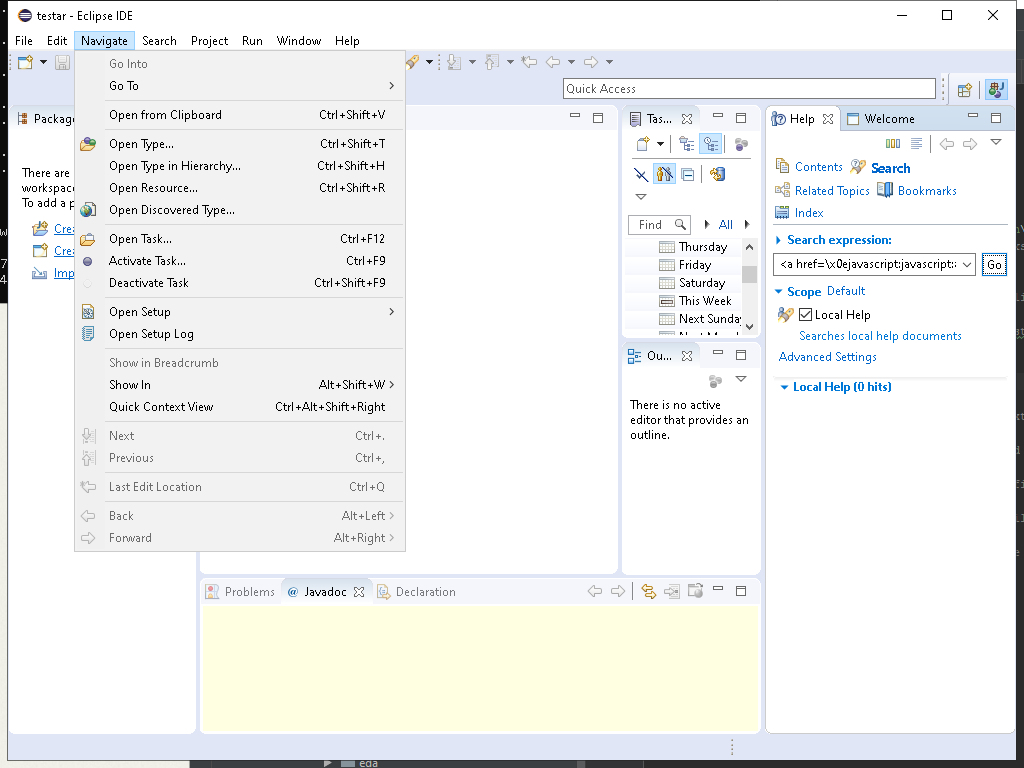 testar - Eclipse IDE
File Edit Navigate Search Project Run Window Help
Quick Access
Go Into
Go To
Open from Clipboard Ctrl+Shift+V
Open Type... Ctrl+Shift+T
Open Type in Hierarchy... Ctrl+Shift+H
Open Resource... Ctrl+Shift+R
Open Discovered Type...
Open Task... Ctrl+F12
Activate Task... Ctrl+F9
Deactivate Task Ctrl+Shift+F9
Open Setup
Open Setup Log
Show in Breadcrumb
Show In Alt+Shift+W
Quick Context View Ctrl+Alt+Shift+Right
Next Ctrl+.
Previous Ctrl+,
Last Edit Location Ctrl+Q
Back Alt+Left
Forward Alt+Right
Packag
There are
workspac
To add a p
Crea
Crea
Imp
Tas...
Find All
Thursday
Friday
Saturday
This Week
Next Sunday
Ou...
There is no active
editor that provides an
outline.
Help Welcome
Contents Search
Related Topics Bookmarks
Index
Search expression:
<a href=\x0ejavascript:javascript: Go
Scope Default
Local Help
Searches local help documents
Advanced Settings
Local Help (0 hits)
Problems @ Javadoc Declaration
eda